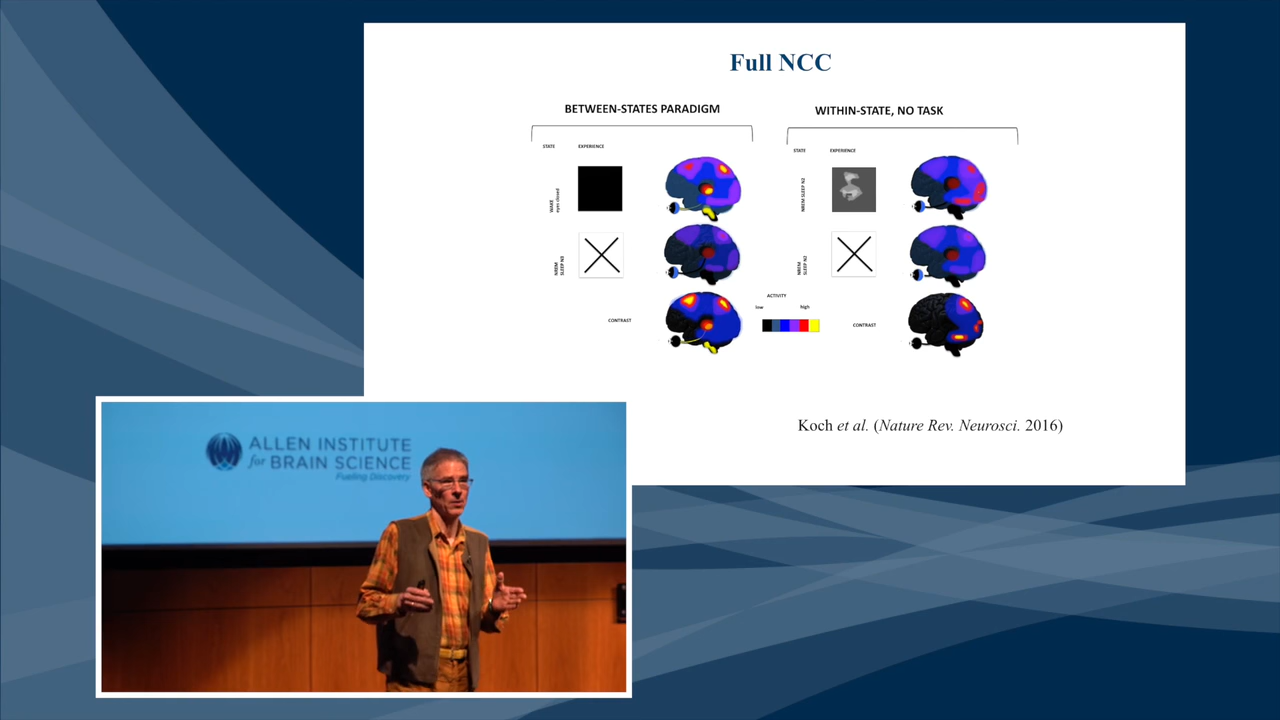 Full NCC
BETWEEN-STATES PARADIGM
WITHIN-STATE, NO TASK
STATE
EXPERIENCE
STATE
EXPERIENCE
WAKE
eyes closed
NREM SLEEP N2
NREM
SLEEP N3
NREM
SLEEP N2
ACTIVITY
low
high
CONTRAST
CONTRAST
Koch et al. (Nature Rev. Neurosci. 2016)
ALLEN INSTITUTE
for BRAIN SCIENCE
Fueling Discovery